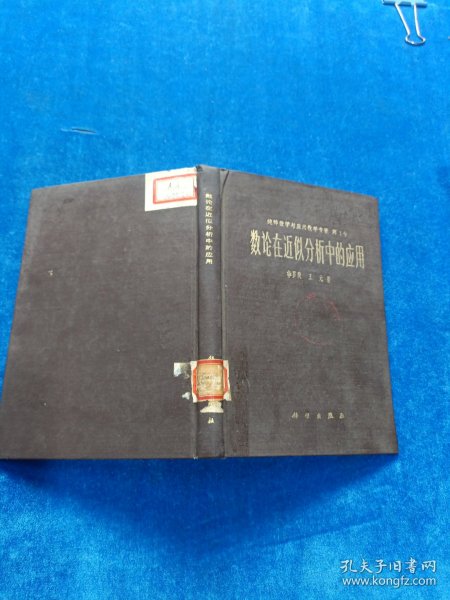 纯粹数学与应用数学专著 第1号
数论在近似分析中的应用
华罗庚 王元 著
科学出版社
数论在近似分析中的应用
孔夫子旧书网
www.kongfz.com